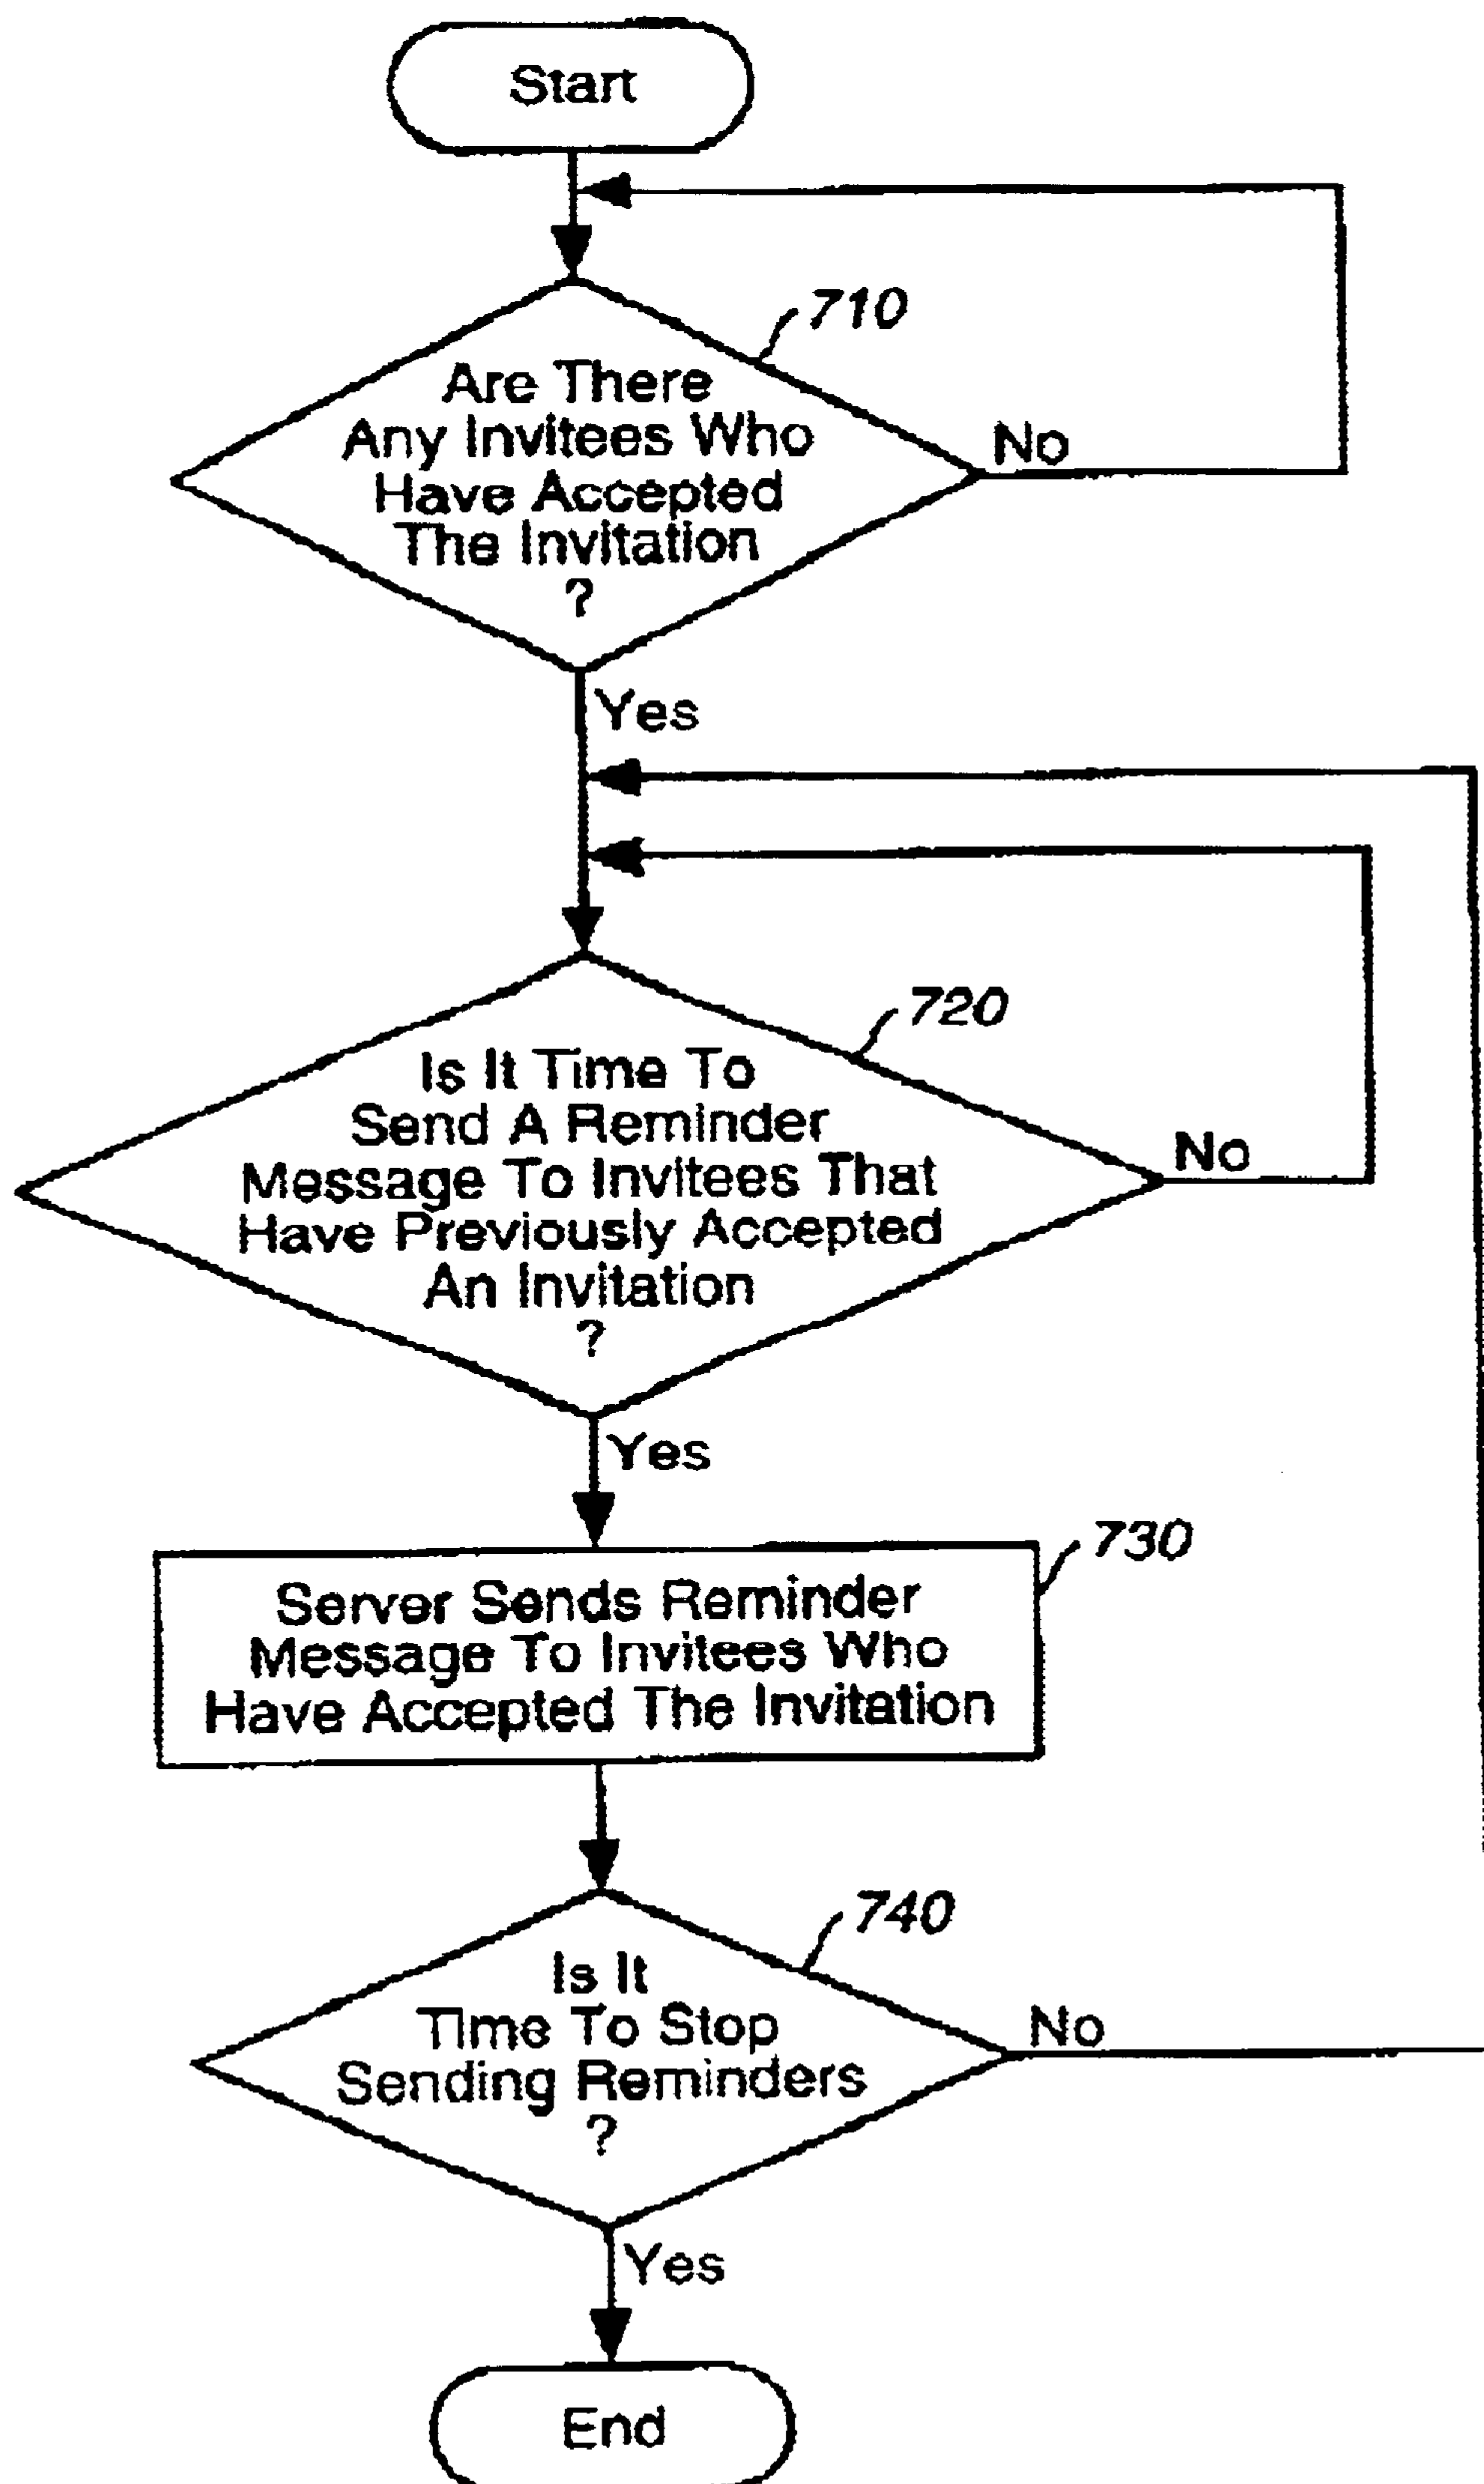 Start
710
Are There
Any Invitees Who
Have Accepted
The Invitation
?
No
Yes
720
Is It Time To
Send A Reminder
Message To Invitees That
Have Previously Accepted
An Invitation
?
No
Yes
730
Server Sends Reminder
Message To Invitees Who
Have Accepted The Invitation
740
Is It
Time To Stop
Sending Reminders
?
No
Yes
End